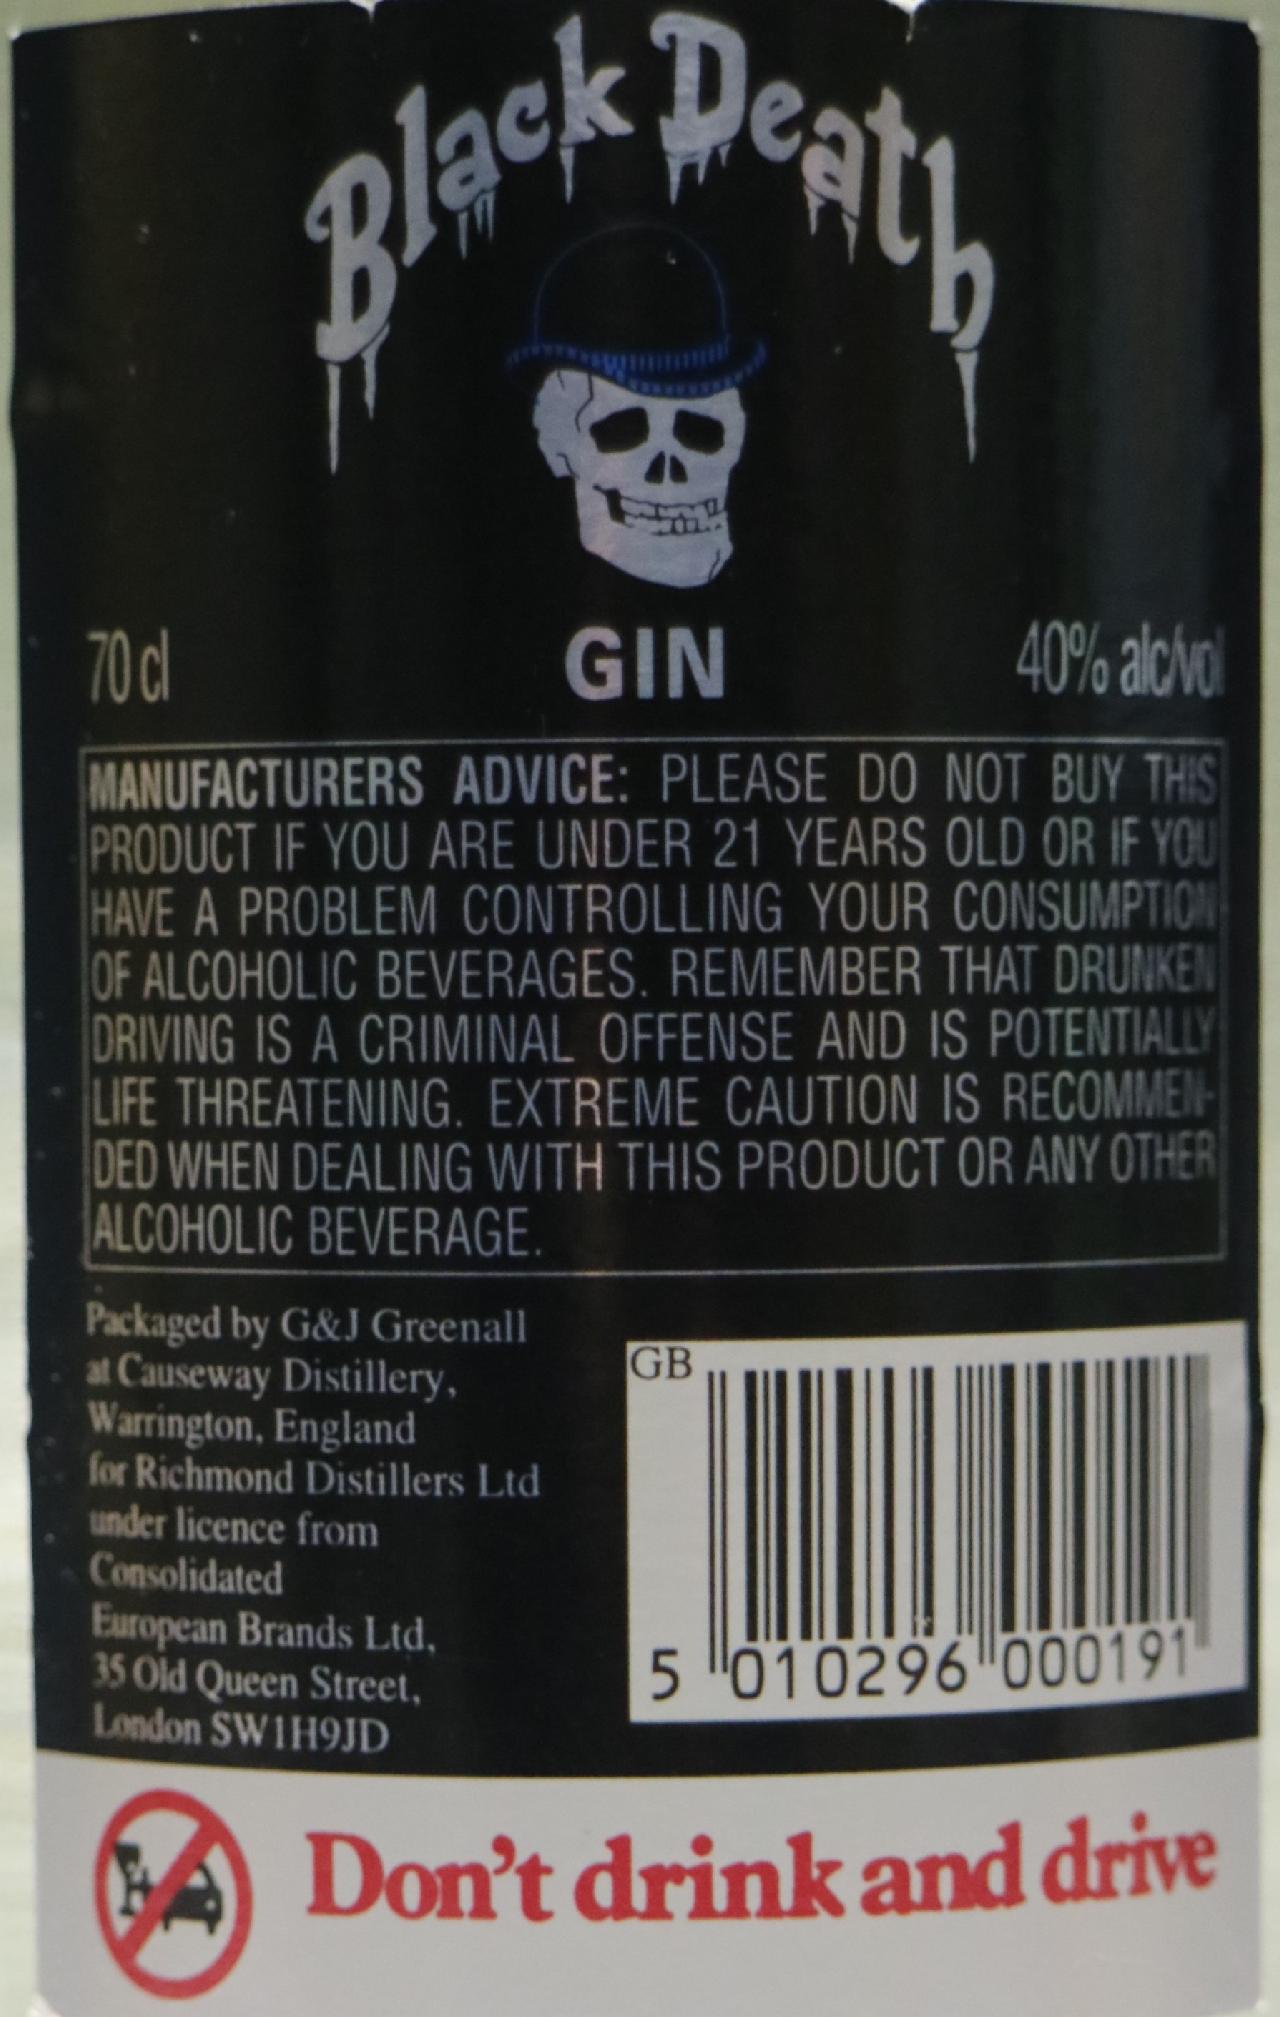 Black Death
70 cl GIN 40% alc/vol
MANUFACTURERS ADVICE: PLEASE DO NOT BUY THIS
PRODUCT IF YOU ARE UNDER 21 YEARS OLD OR IF YOU
HAVE A PROBLEM CONTROLLING YOUR CONSUMPTION
OF ALCOHOLIC BEVERAGES. REMEMBER THAT DRUNKEN
DRIVING IS A CRIMINAL OFFENSE AND IS POTENTIALLY
LIFE THREATENING. EXTREME CAUTION IS RECOMMEN-
DED WHEN DEALING WITH THIS PRODUCT OR ANY OTHER
ALCOHOLIC BEVERAGE.
Packaged by G&J Greenall
at Causeway Distillery,
Warrington, England
for Richmond Distillers Ltd
under licence from
Consolidated
European Brands Ltd,
35 Old Queen Street,
London SW1H9JD
GB
5 010296 000191
Don't drink and drive